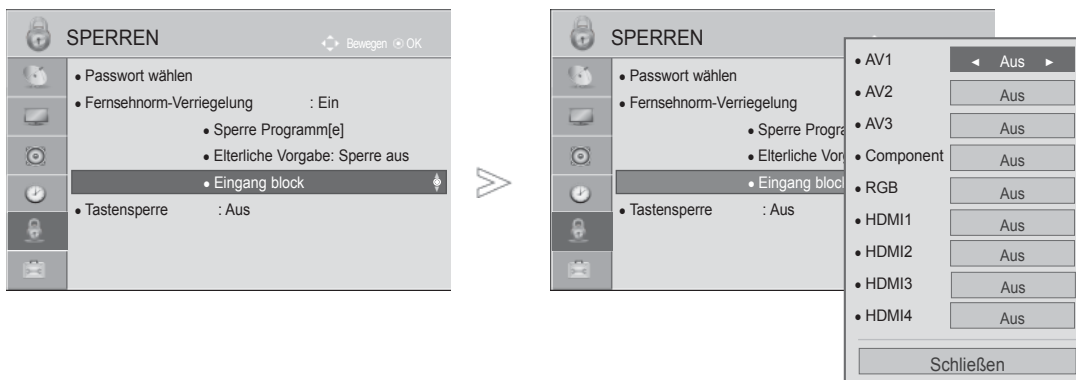 SPERREN
Bewegen OK
• Passwort wählen
• Fernsehnorm-Verriegelung : Ein
• Sperre Programm[e]
• Elterliche Vorgabe: Sperre aus
• Eingang block
• Tastensperre : Aus
SPERREN
• Passwort wählen
• Fernsehnorm-Verriegelung
• Sperre Progra
• Elterliche Vor
• Eingang block
• Tastensperre : Aus
• AV1 ◄ Aus ►
• AV2 Aus
• AV3 Aus
• Component Aus
• RGB Aus
• HDMI1 Aus
• HDMI2 Aus
• HDMI3 Aus
• HDMI4 Aus
Schließen